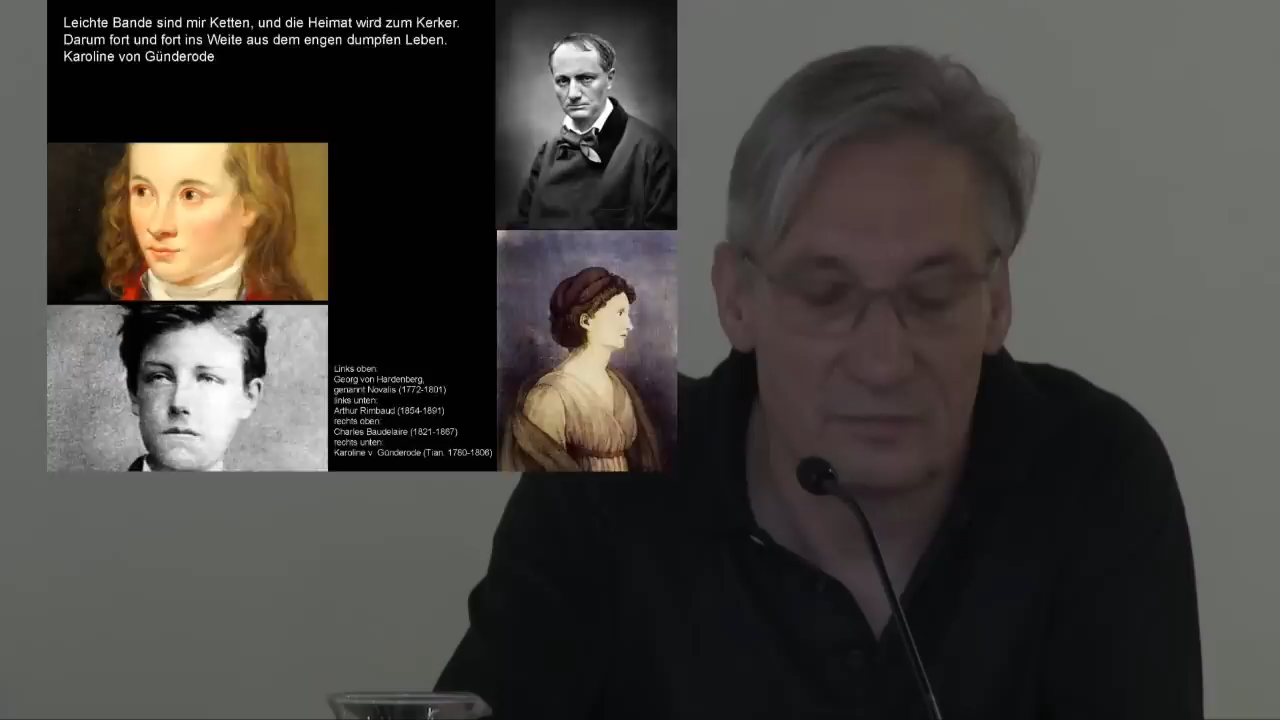 Leichte Bande sind mir Ketten, und die Heimat wird zum Kerker.
Darum fort und fort ins Weite aus dem engen dumpfen Leben.
Karoline von Günderode
Links oben:
Georg von Hardenberg,
genannt Novalis (1772-1801)
links unten:
Arthur Rimbaud (1854-1891)
rechts oben:
Charles Baudelaire (1821-1867)
rechts unten:
Karoline v Günderode (Tian. 1780-1806)